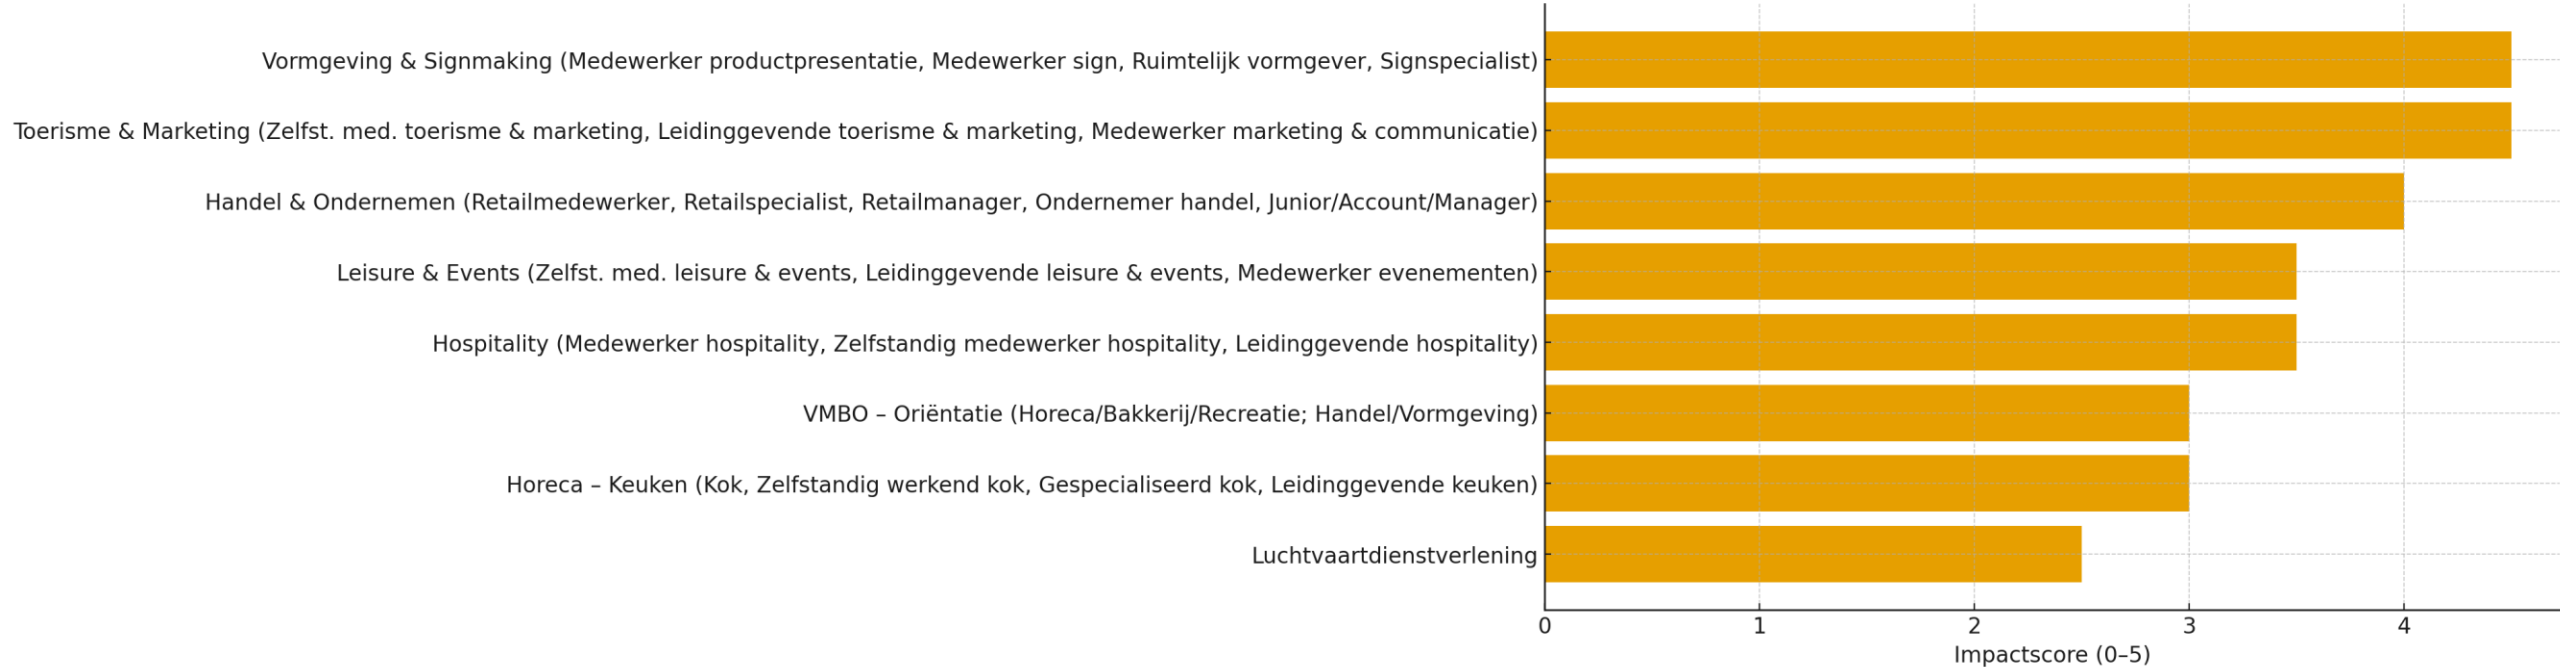 Vormgeving & Signmaking (Medewerker productpresentatie, Medewerker sign, Ruimtelijk vormgever, Signspecialist)
Toerisme & Marketing (Zelfst. med. toerisme & marketing, Leidinggevende toerisme & marketing, Medewerker marketing & communicatie)
Handel & Ondernemen (Retailmedewerker, Retailspecialist, Retailmanager, Ondernemer handel, Junior/Account/Manager)
Leisure & Events (Zelfst. med. leisure & events, Leidinggevende leisure & events, Medewerker evenementen)
Hospitality (Medewerker hospitality, Zelfstandig medewerker hospitality, Leidinggevende hospitality)
VMBO – Oriëntatie (Horeca/Bakkerij/Recreatie; Handel/Vormgeving)
Horeca – Keuken (Kok, Zelfstandig werkend kok, Gespecialiseerd kok, Leidinggevende keuken)
Luchtvaartdienstverlening
0 1 2 3 4
Impactscore (0–5)